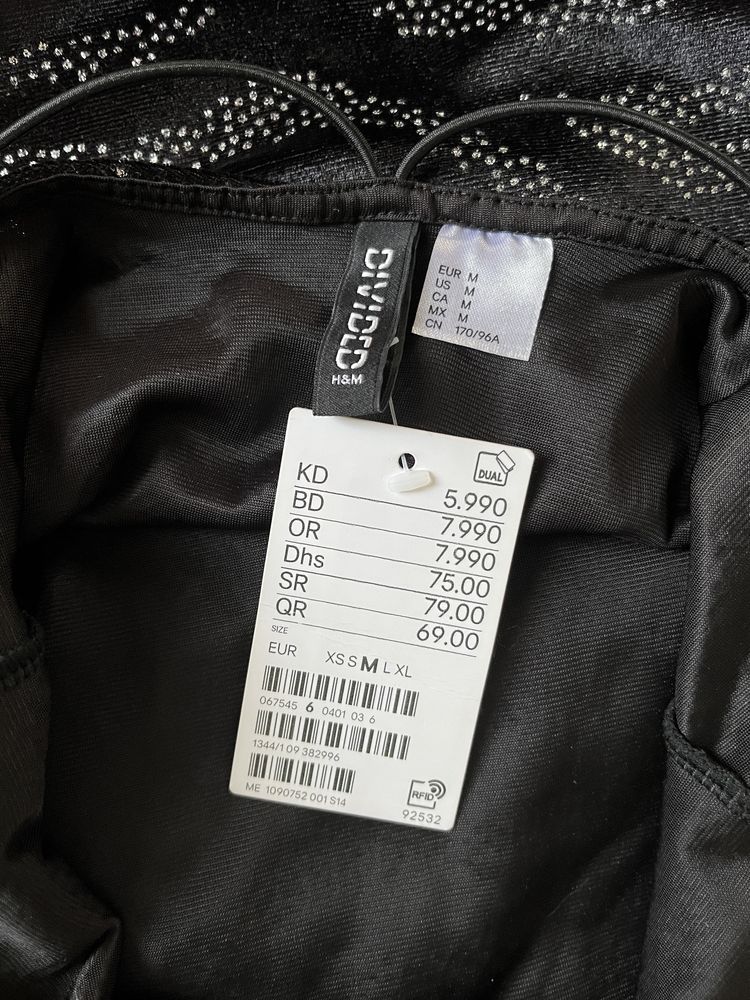 DIVIDED
H&M
EUR M
US M
CA M
MX M
CN 170/96A
DUAL
KD 5.990
BD 7.990
OR 7.990
Dhs 75.00
SR 79.00
QR 69.00
SIZE
EUR XS S M L XL
067545 6 0401 03 6
1344/1 09 382996
ME 1090752 001 S14
RFID
92532